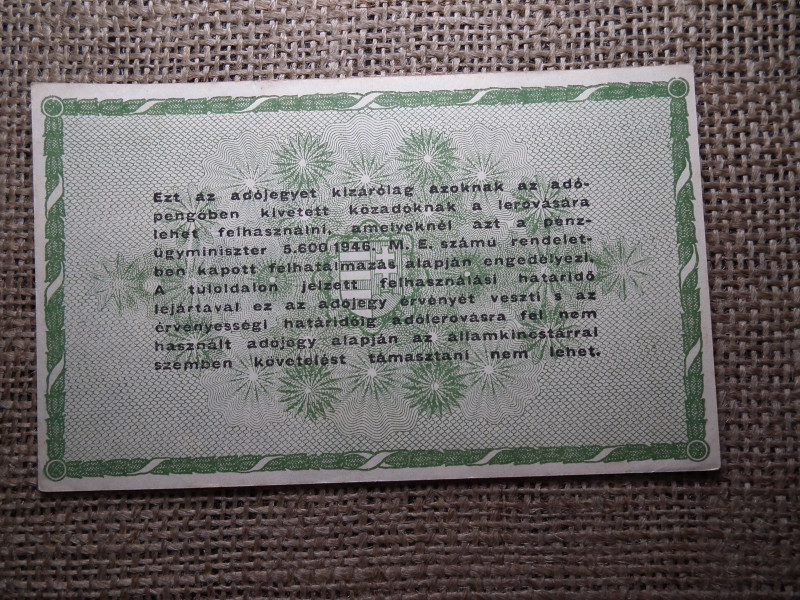 Ezt az adójegyet kizárólag azoknak az adó-
pengőben kivetett közadóknak a lerovására
lehet felhasználni, amelyeknél azt a pénz-
ügyminiszter 5.600/1946. M. E. számú rendelet-
ben kapott felhatalmazás alapján engedélyezi.
A túloldalon jelzett felhasználási határidő
lejártával ez az adójegy érvényét veszti s az
érvényességi határidőig adólerovásra fel nem
használt adójegy alapján az államkincstárral
szemben követelést támasztani nem lehet.